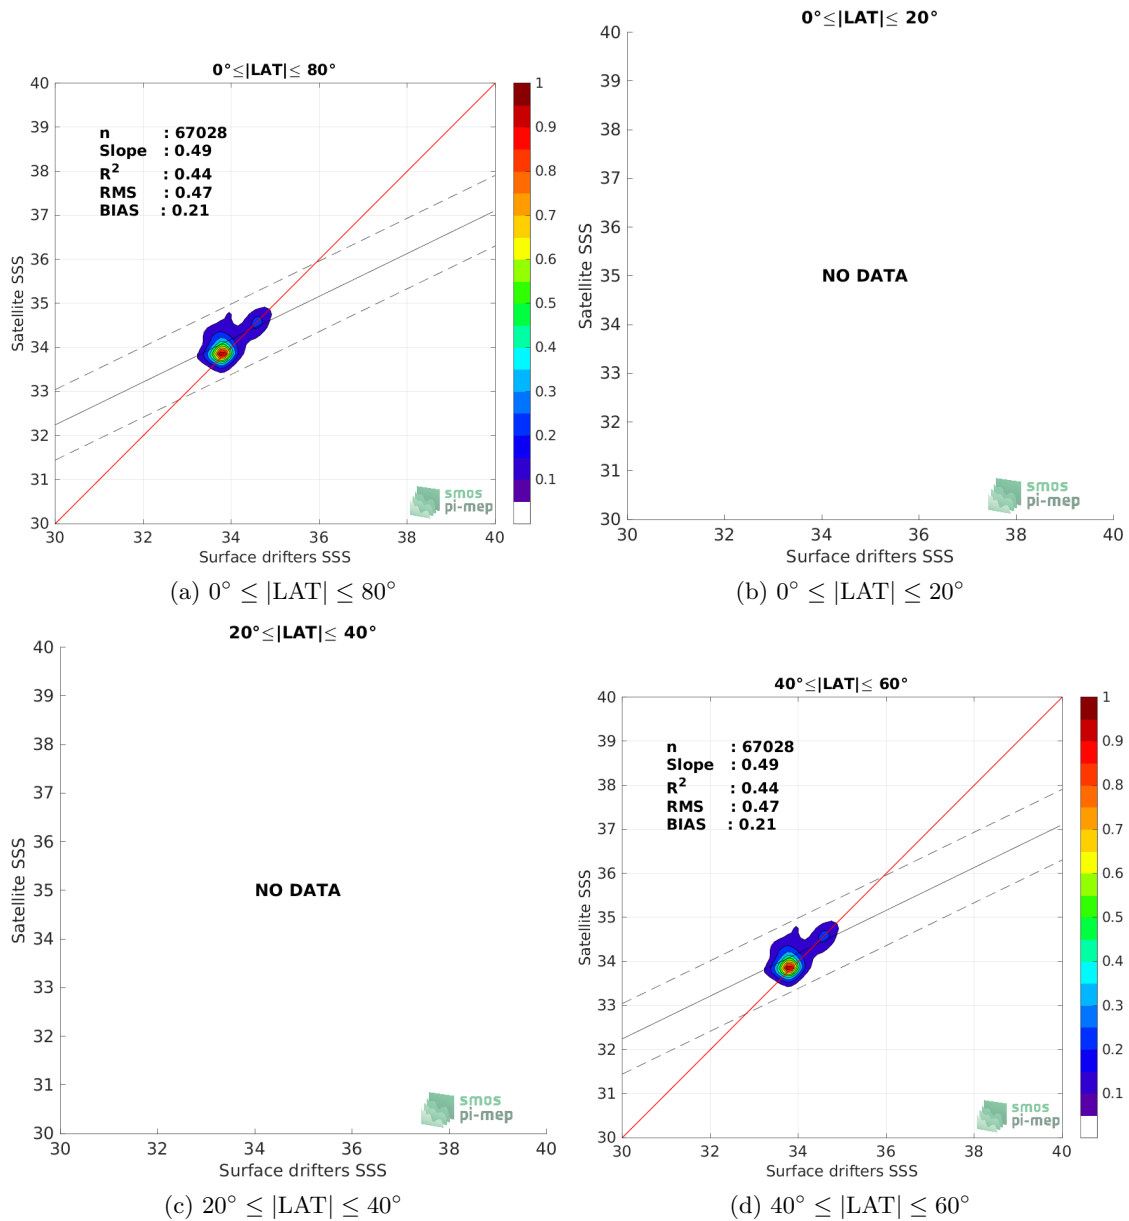 0°≤|LAT|≤ 80°
40
39
38
37
36
35
34
33
32
31
30
n : 67028
Slope : 0.49
R² : 0.44
RMS : 0.47
BIAS : 0.21
Satellite SSS
30 32 34 36 38 40
Surface drifters SSS
1
0.9
0.8
0.7
0.6
0.5
0.4
0.3
0.2
0.1
smos
pi-mep
(a) 0° ≤ |LAT| ≤ 80°
0°≤|LAT|≤ 20°
40
39
38
37
36
35
34
33
32
31
30
Satellite SSS
NO DATA
smos
pi-mep
30 32 34 36 38 40
Surface drifters SSS
(b) 0° ≤ |LAT| ≤ 20°
20°≤|LAT|≤ 40°
40
39
38
37
36
35
34
33
32
31
30
Satellite SSS
NO DATA
smos
pi-mep
30 32 34 36 38 40
Surface drifters SSS
(c) 20° ≤ |LAT| ≤ 40°
40°≤|LAT|≤ 60°
40
39
38
37
36
35
34
33
32
31
30
n : 67028
Slope : 0.49
R² : 0.44
RMS : 0.47
BIAS : 0.21
Satellite SSS
30 32 34 36 38 40
Surface drifters SSS
1
0.9
0.8
0.7
0.6
0.5
0.4
0.3
0.2
0.1
smos
pi-mep
(d) 40° ≤ |LAT| ≤ 60°